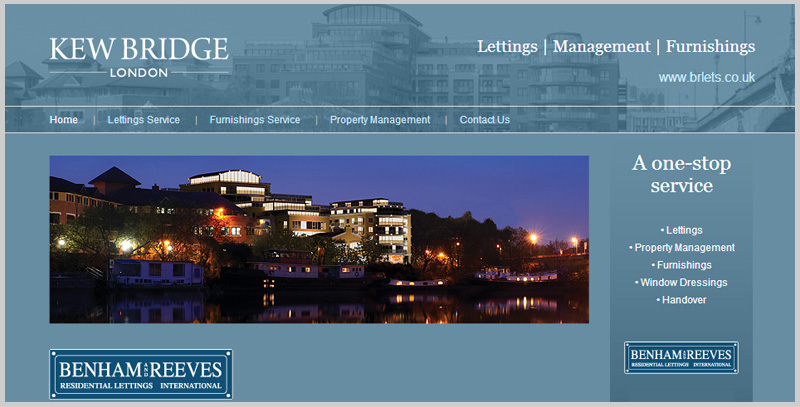 KEW BRIDGE
LONDON
Lettings | Management | Furnishings
www.brlets.co.uk
Home | Lettings Service | Furnishings Service | Property Management | Contact Us
A one-stop
service
• Lettings
• Property Management
• Furnishings
• Window Dressings
• Handover
BENHAM AND REEVES
RESIDENTIAL LETTINGS INTERNATIONAL
BENHAM AND REEVES
RESIDENTIAL LETTINGS INTERNATIONAL